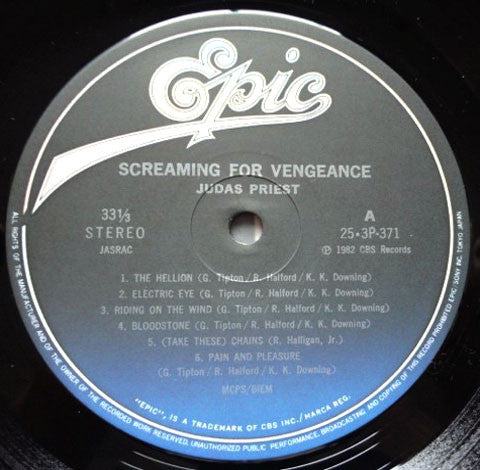 Epic
SCREAMING FOR VENGEANCE
JUDAS PRIEST
33⅓
STEREO
JASRAC
A
25・3P-371
Ⓟ 1982 CBS Records
1. THE HELLION (G. Tipton/R. Halford/K. K. Downing)
2. ELECTRIC EYE (G. Tipton/R. Halford/K. K. Downing)
3. RIDING ON THE WIND (G. Tipton/R. Halford/K. K. Downing)
4. BLOODSTONE (G. Tipton/R. Halford/K. K. Downing)
5. (TAKE THESE) CHAINS (R. Halligan, Jr.)
6. PAIN AND PLEASURE
(G. Tipton/R. Halford/K. K. Downing)
MCPS/BIEM
"EPIC", IS A TRADEMARK OF CBS INC./MARCA REG.
ALL RIGHTS OF THE MANUFACTURER AND OF THE OWNER OF THE RECORDED WORK RESERVED. UNAUTHORIZED PUBLIC PERFORMANCE, BROADCASTING AND COPYING OF THIS RECORD PROHIBITED EPIC/SONY INC. TOKYO JAPAN